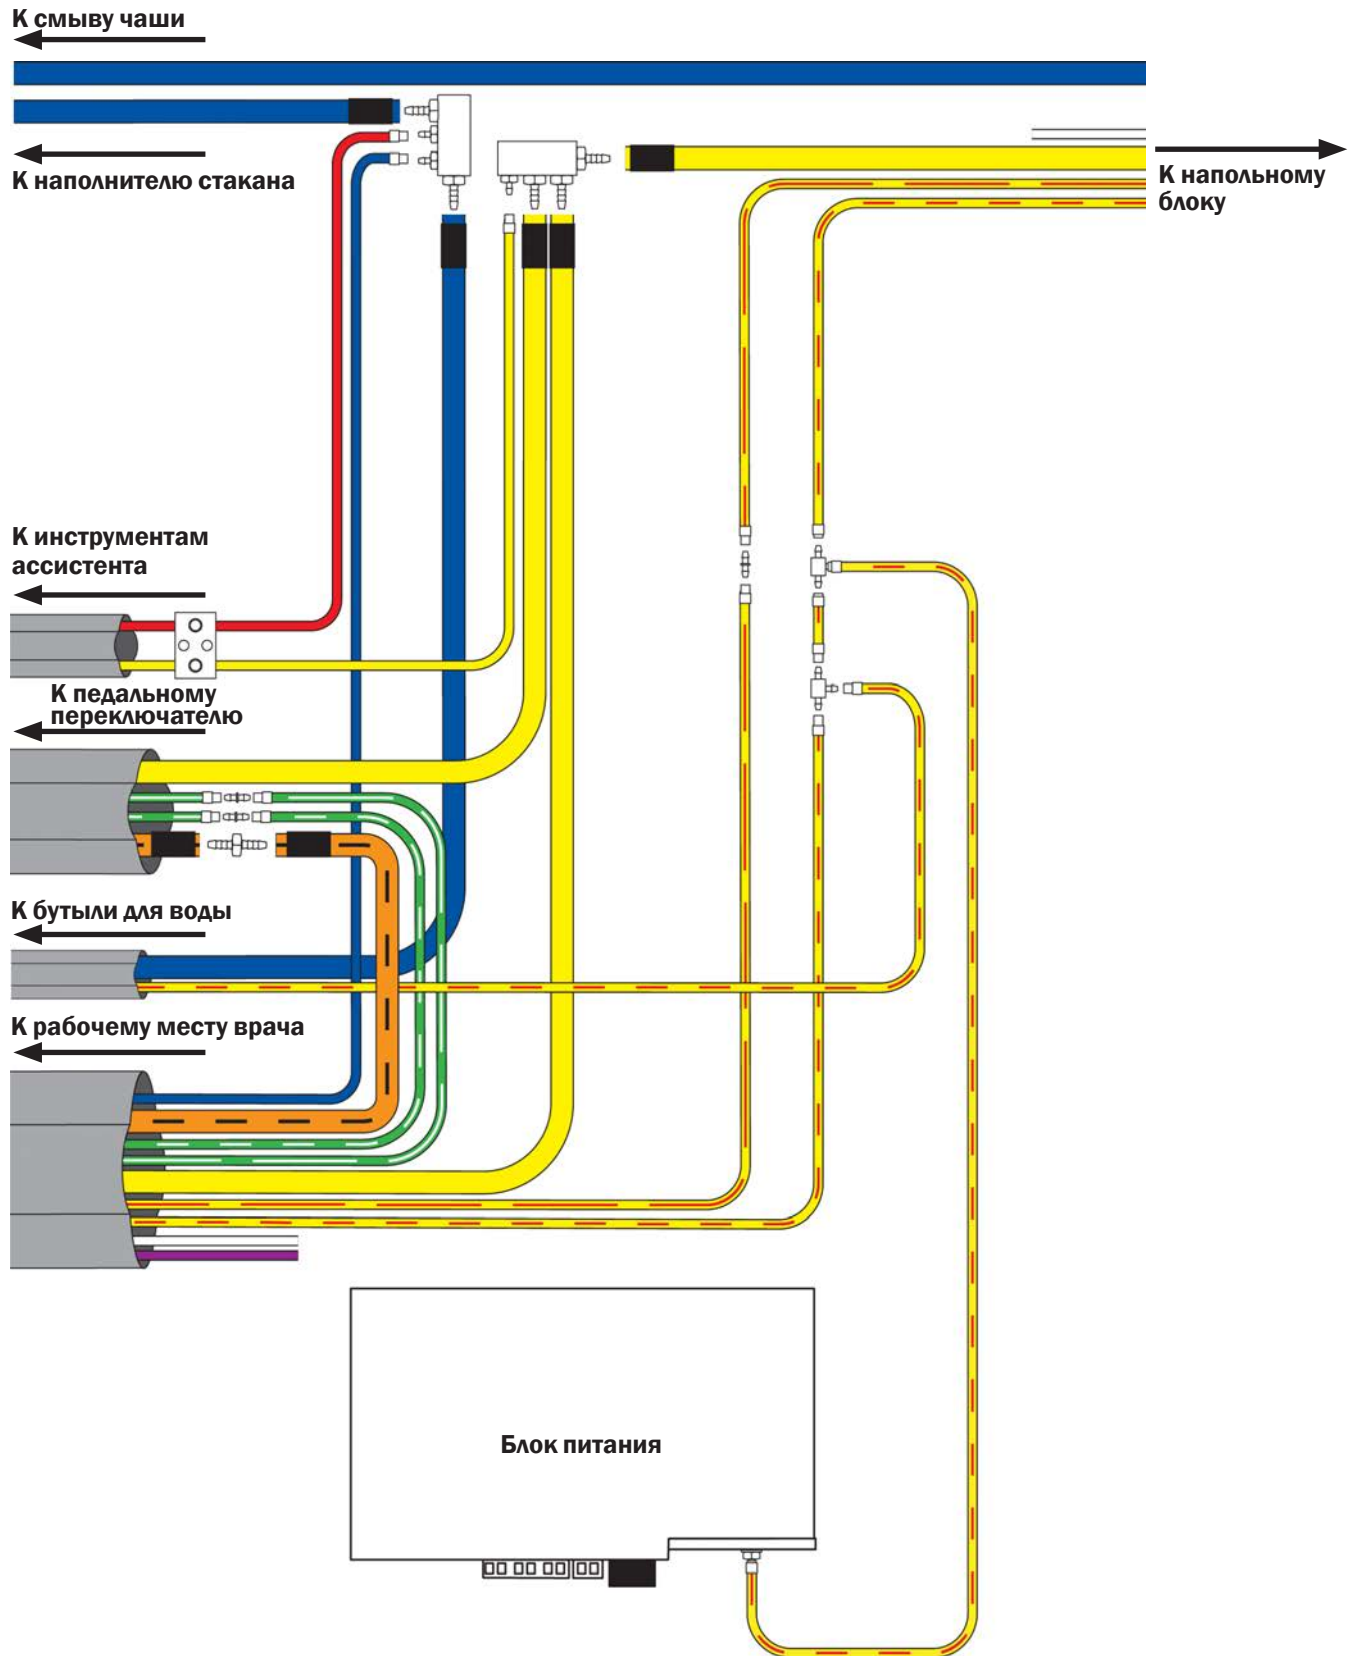 К смыву чаши
К наполнителю стакана
К напольному
блоку
К инструментам
ассистента
К педальному
переключателю
К бутыли для воды
К рабочему месту врача
Блок питания